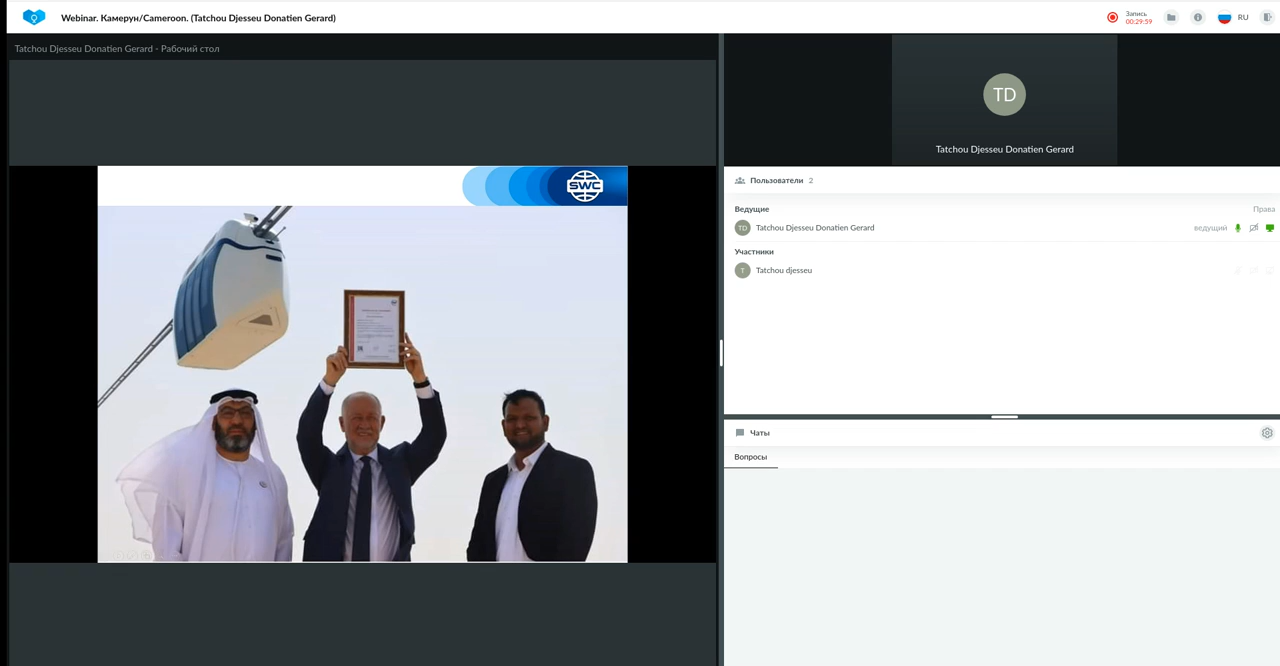 Webinar. Камерун/Cameroon. (Tatchou Djesseu Donatien Gerard)
Запись
00:29:59
RU
Tatchou Djesseu Donatien Gerard - Рабочий стол
SWC
TD
Tatchou Djesseu Donatien Gerard
Пользователи 2
Ведущие Права
TD Tatchou Djesseu Donatien Gerard ведущий
Участники
T Tatchou djesseu
Чаты
Вопросы